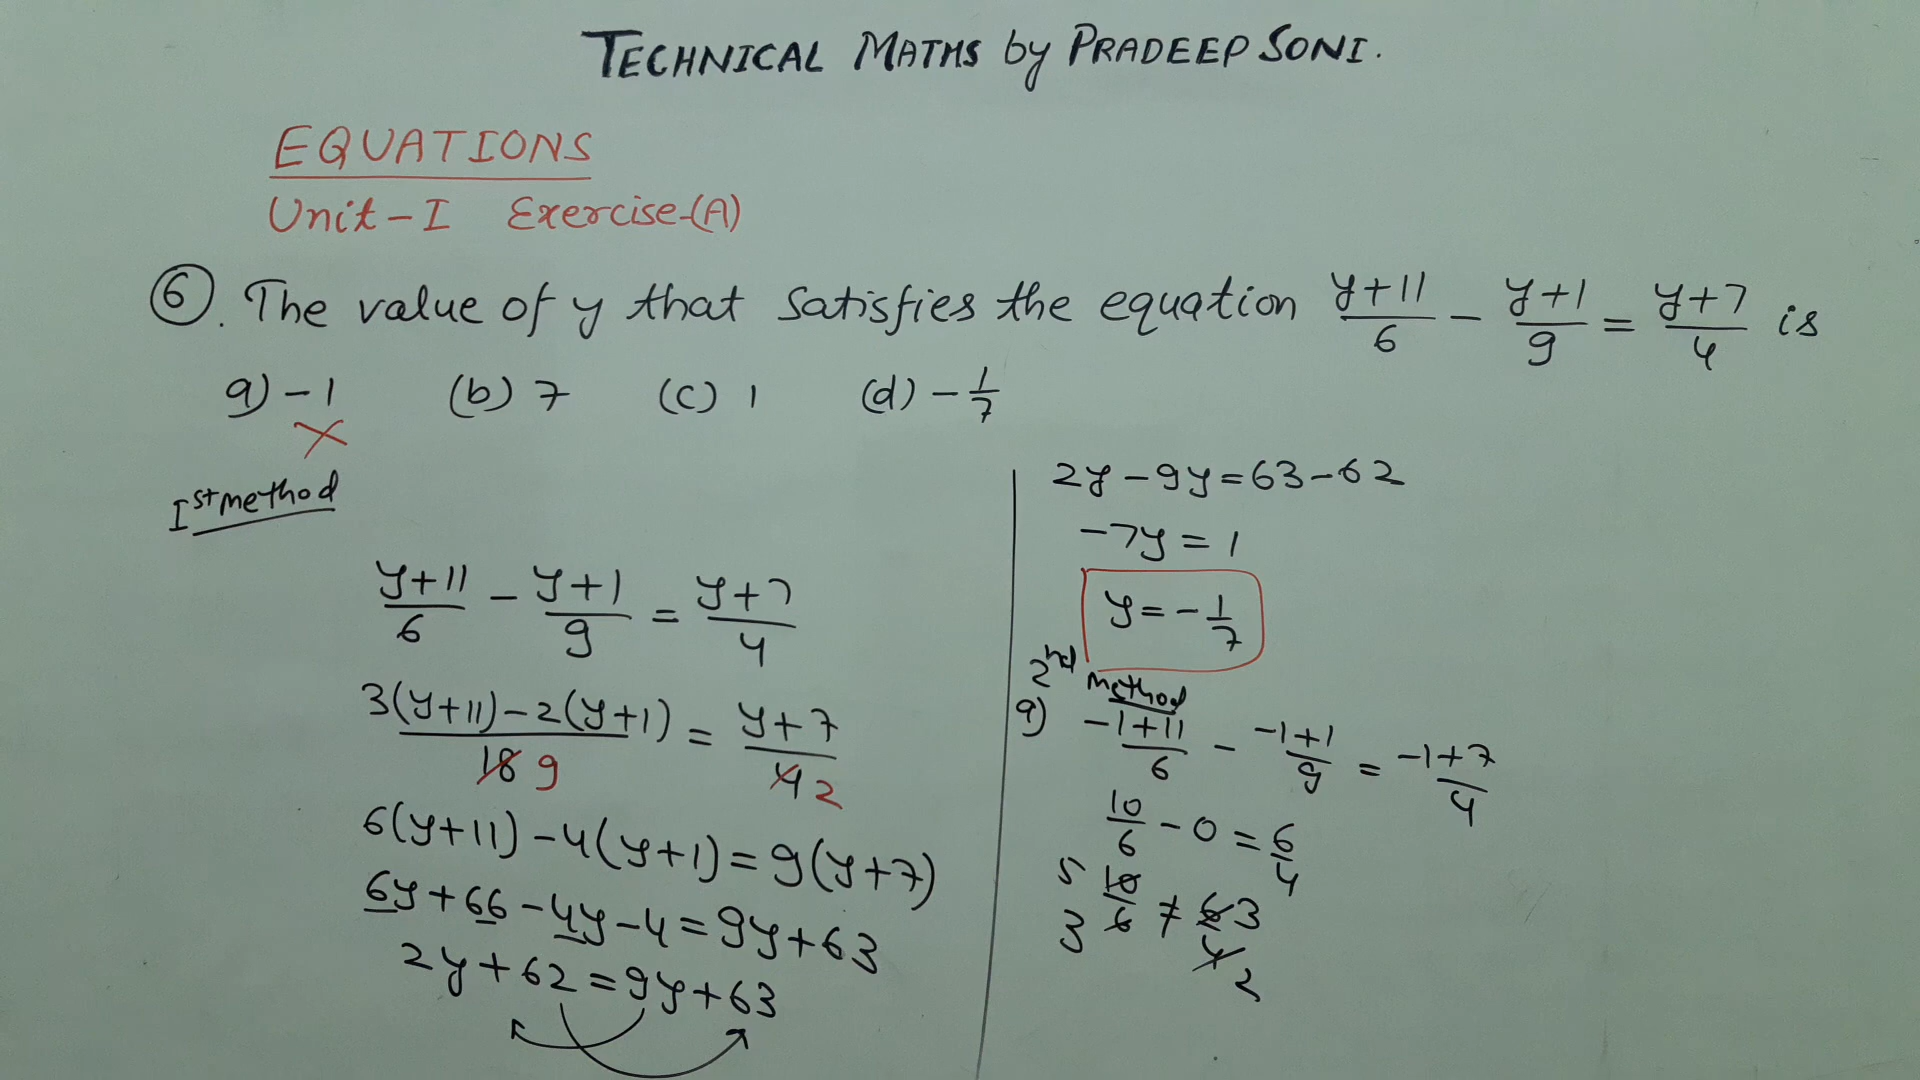 TECHNICAL MATHS by PRADEEP SONI.
EQUATIONS
Unit-I Exercise-(A)
⑥. The value of y that satisfies the equation (y+11)/6 - (y+1)/9 = (y+7)/4 is
a) -1 (b) 7 (c) 1 (d) -1/7
X
Ist method
(y+11)/6 - (y+1)/9 = (y+7)/4
(3(y+11)-2(y+1))/18 9 = (y+7)/4 2
6(y+11)-4(y+1)=9(y+7)
6y+66-4y-4=9y+63
2y+62=9y+63
2y-9y=63-62
-7y=1
y=-1/7
2nd method
a) (-1+11)/6 - (-1+1)/9 = (-1+7)/4
10/6 - 0 = 6/4
5 10/6 3 ≠ 6 3/4 2